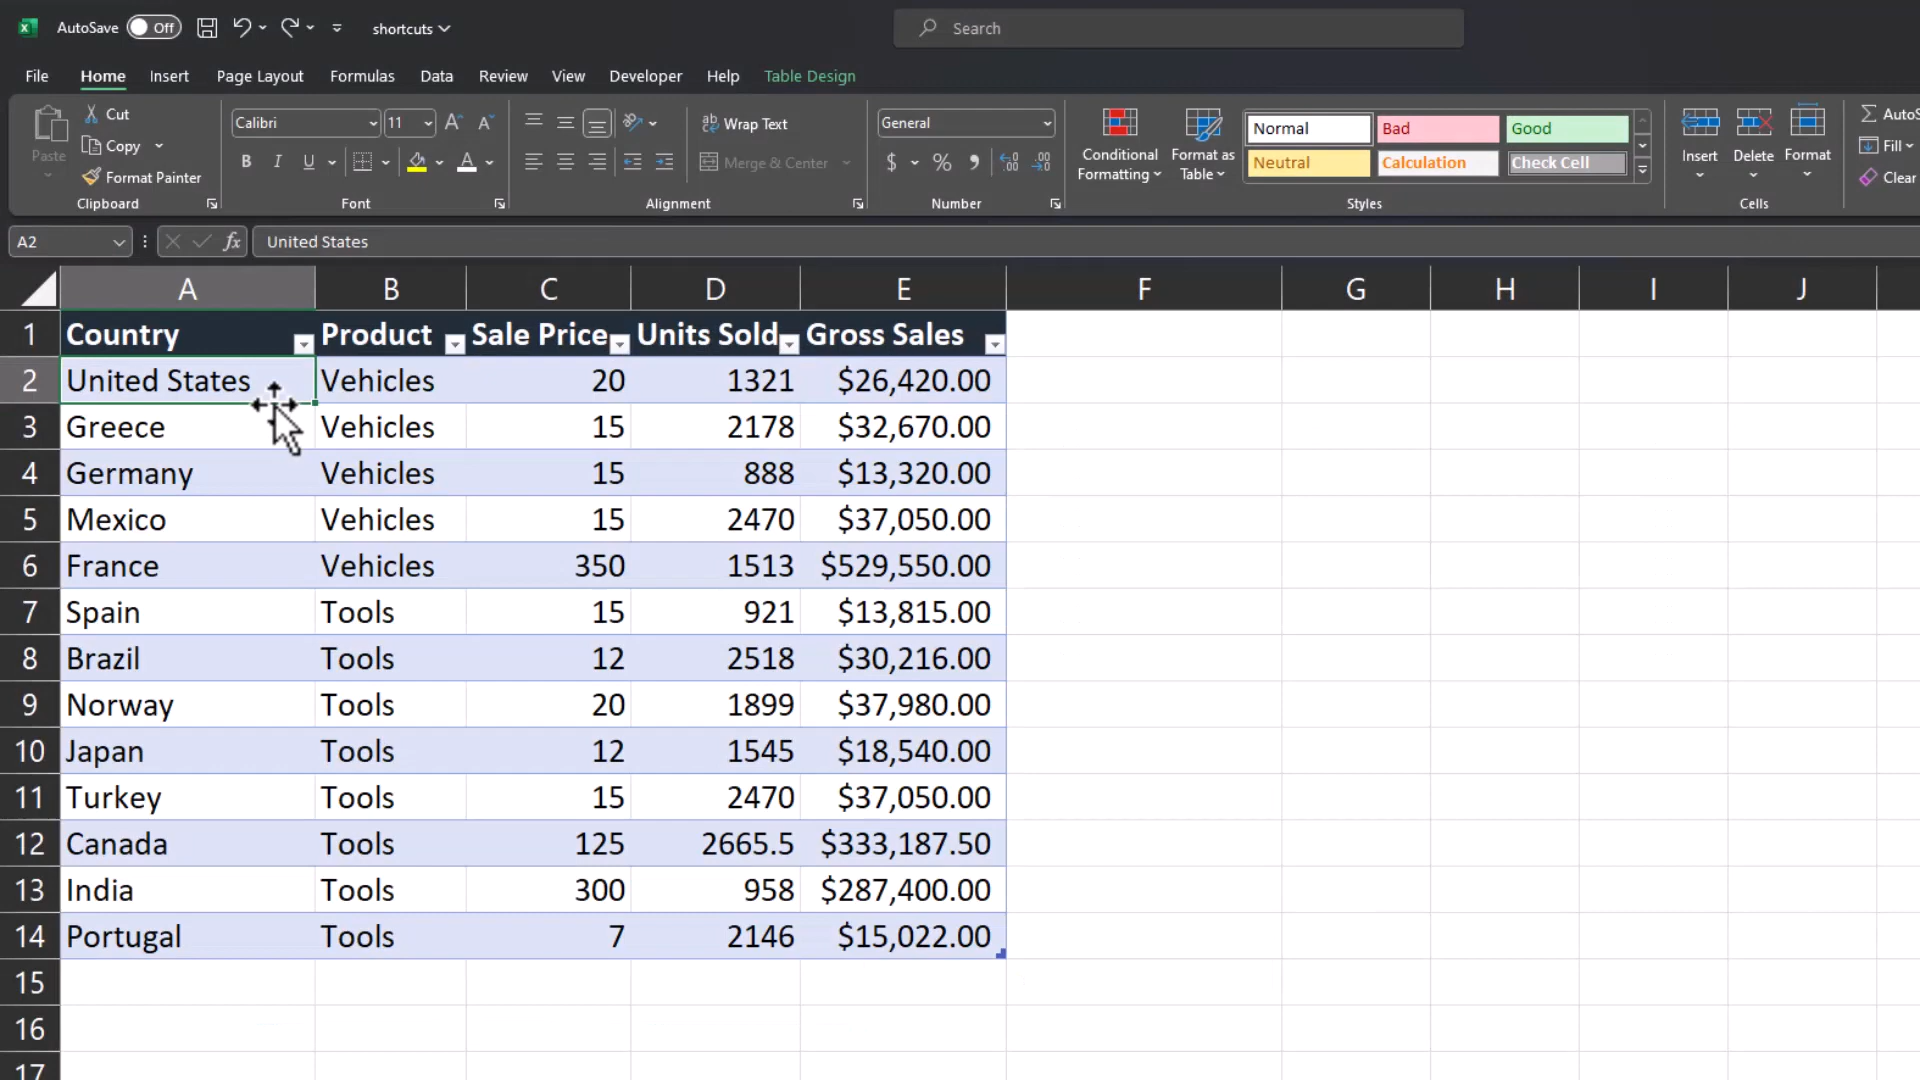 AutoSave Off shortcuts Search
File Home Insert Page Layout Formulas Data Review View Developer Help Table Design
Paste Cut Copy Format Painter Clipboard
Calibri 11 B I U Font
Wrap Text Merge & Center Alignment
General $ % Number
Conditional Formatting Format as Table
Normal Bad Good
Neutral Calculation Check Cell
Styles
Insert Delete Format Cells
Fill
Clear
A2 fx United States
A B C D E F G H I J
1 Country Product Sale Price Units Sold Gross Sales
2 United States Vehicles 20 1321 $26,420.00
3 Greece Vehicles 15 2178 $32,670.00
4 Germany Vehicles 15 888 $13,320.00
5 Mexico Vehicles 15 2470 $37,050.00
6 France Vehicles 350 1513 $529,550.00
7 Spain Tools 15 921 $13,815.00
8 Brazil Tools 12 2518 $30,216.00
9 Norway Tools 20 1899 $37,980.00
10 Japan Tools 12 1545 $18,540.00
11 Turkey Tools 15 2470 $37,050.00
12 Canada Tools 125 2665.5 $333,187.50
13 India Tools 300 958 $287,400.00
14 Portugal Tools 7 2146 $15,022.00
15
16
17